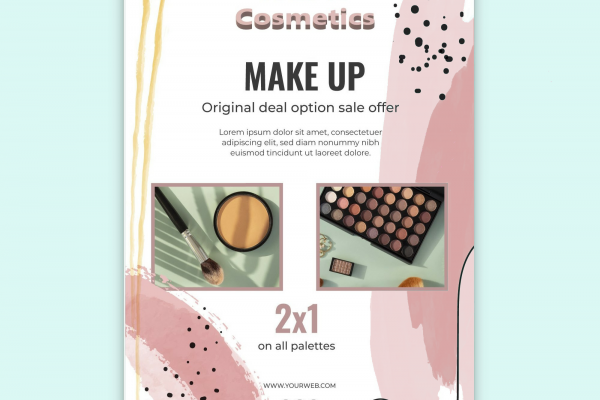 Cosmetics
MAKE UP
Original deal option sale offer
Lorem ipsum dolor sit amet, consectetuer
adipiscing elit, sed diam nonummy nibh
euismod tincidunt ut laoreet dolore.
2x1
on all palettes
WWW.YOURWEB.COM